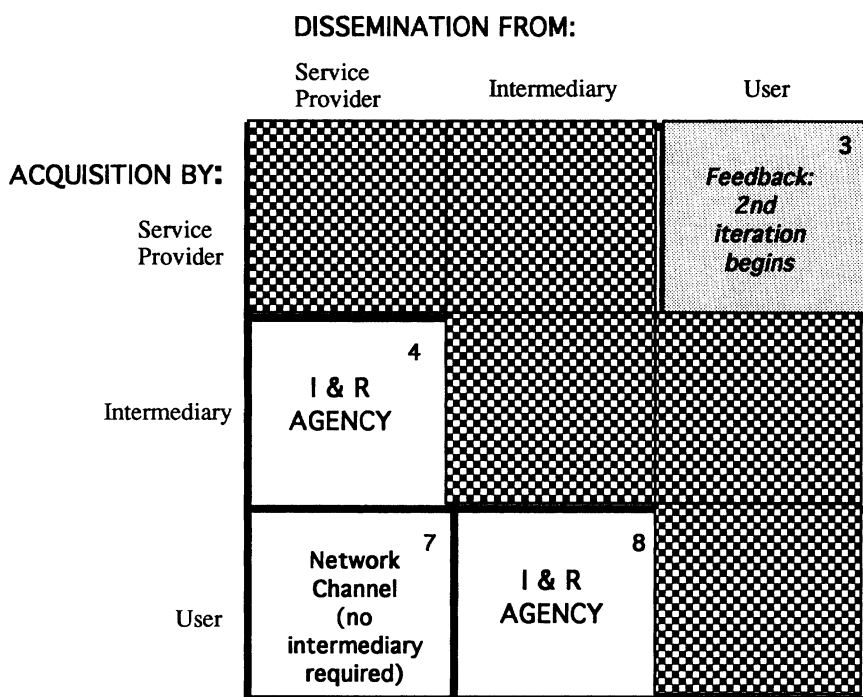 DISSEMINATION FROM:
Service
Provider
Intermediary
User
ACQUISITION BY:
Service
Provider
3
Feedback:
2nd
iteration
begins
Intermediary
4
I & R
AGENCY
User
7
Network
Channel
(no
intermediary
required)
8
I & R
AGENCY